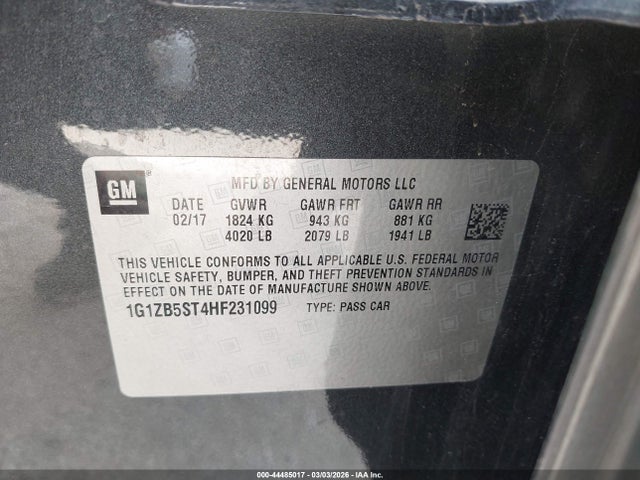 GM
MFD BY GENERAL MOTORS LLC
DATE GVWR GAWR FRT GAWR RR
02/17 1824 KG 943 KG 881 KG
4020 LB 2079 LB 1941 LB
THIS VEHICLE CONFORMS TO ALL APPLICABLE U.S. FEDERAL MOTOR
VEHICLE SAFETY, BUMPER, AND THEFT PREVENTION STANDARDS
IN EFFECT ON THE DATE OF MANUFACTURE SHOWN ABOVE.
1G1ZB5ST4HF231099 TYPE: PASS CAR
000-44485017 - 03/03/2026 - IAA Inc.